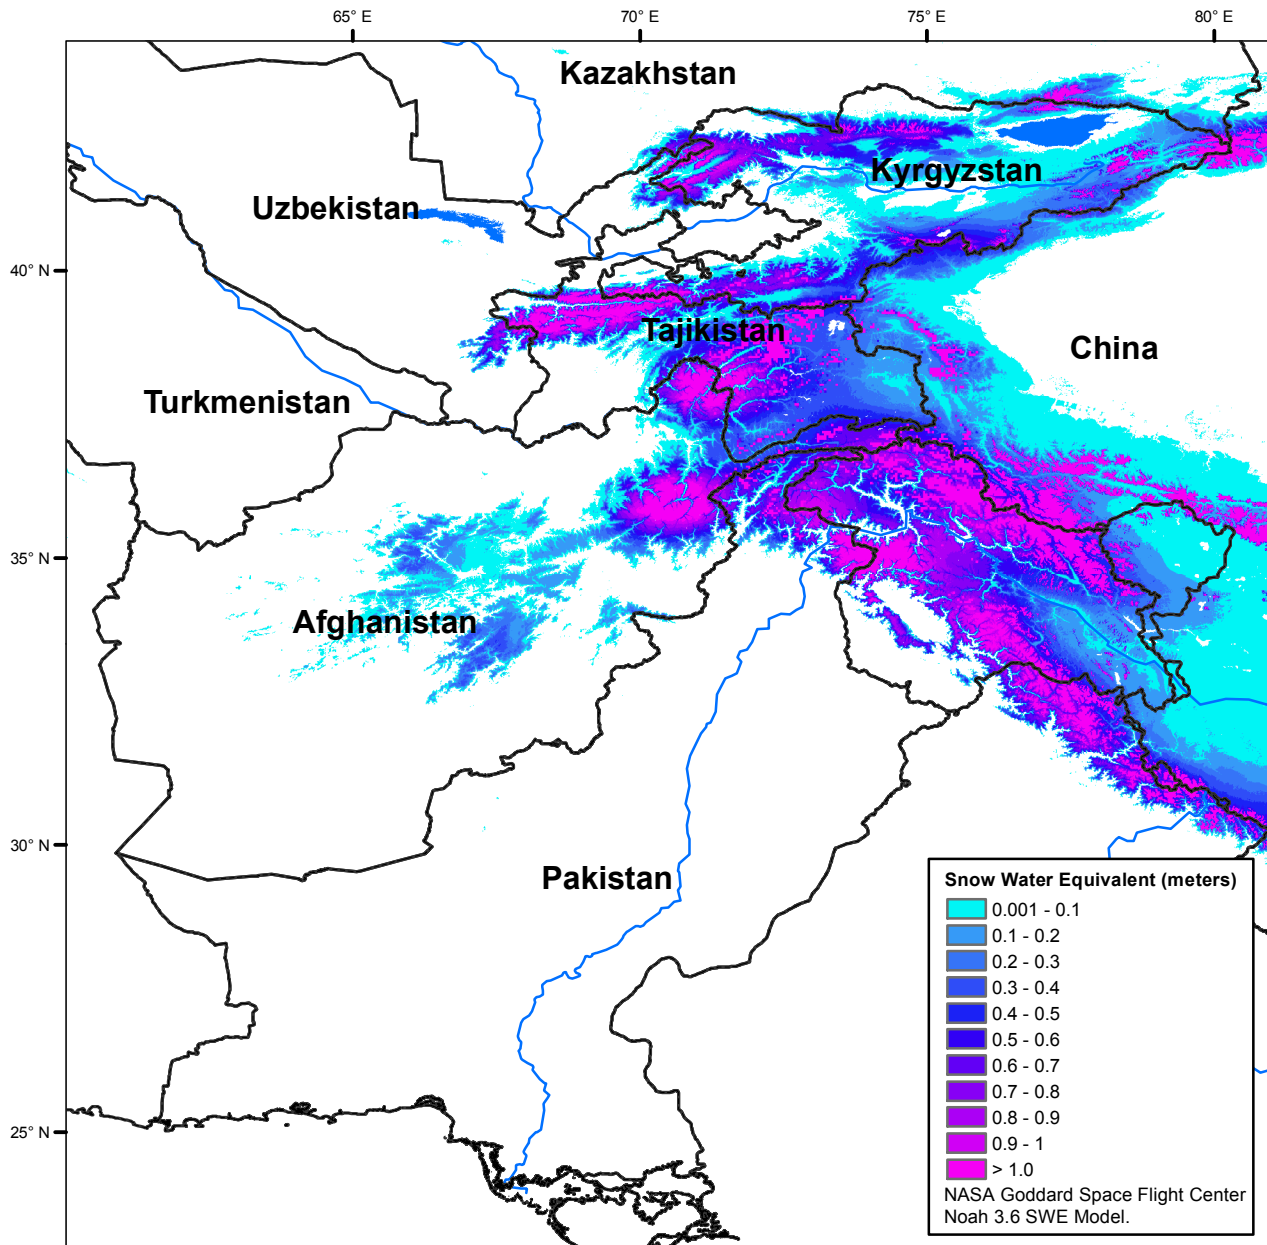 65° E
70° E
75° E
80° E
Kazakhstan
Kyrgyzstan
Uzbekistan
40° N
Tajikistan
China
Turkmenistan
35° N
Afghanistan
30° N
Pakistan
25° N
Snow Water Equivalent (meters)
0.001 - 0.1
0.1 - 0.2
0.2 - 0.3
0.3 - 0.4
0.4 - 0.5
0.5 - 0.6
0.6 - 0.7
0.7 - 0.8
0.8 - 0.9
0.9 - 1
> 1.0
NASA Goddard Space Flight Center
Noah 3.6 SWE Model.